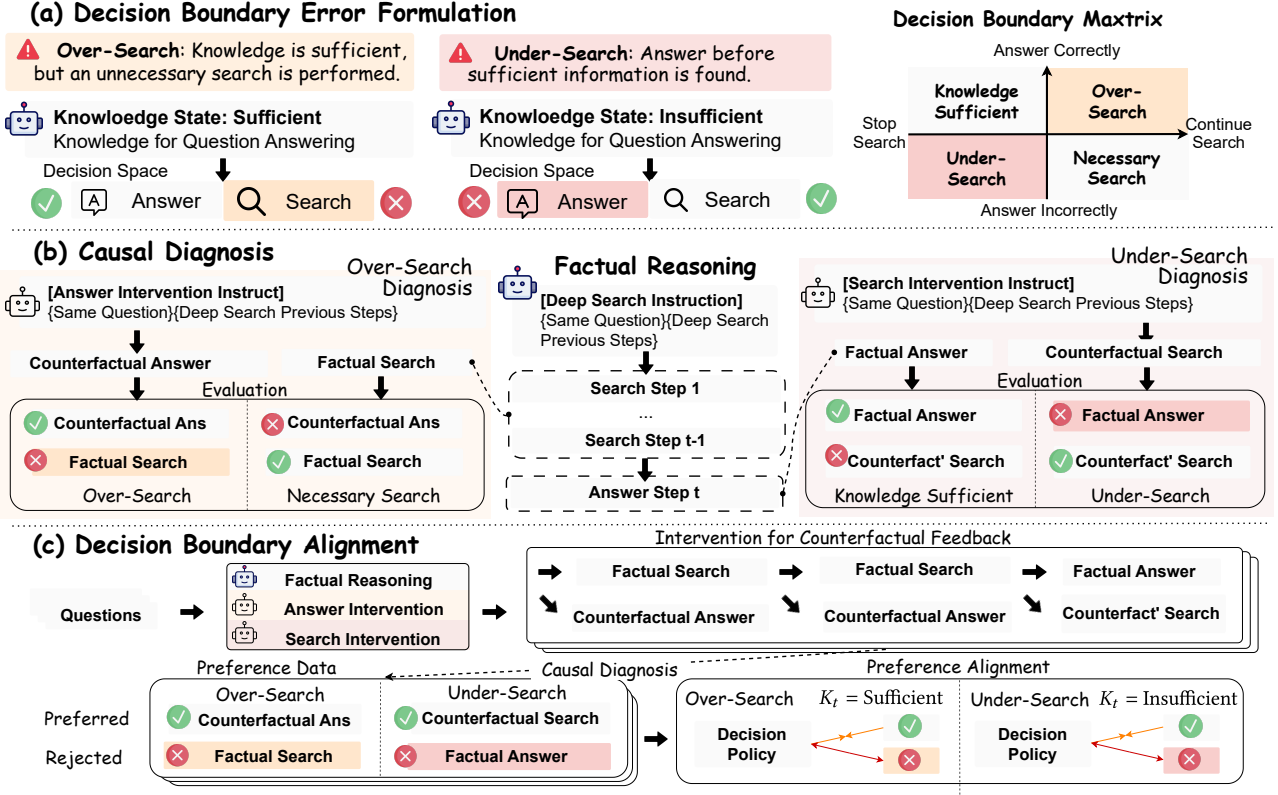 (a) Decision Boundary Error Formulation
Over-Search: Knowledge is sufficient,
but an unnecessary search is performed.
Knowloedge State: Sufficient
Knowledge for Question Answering
Decision Space
A Answer
Search
Under-Search: Answer before
sufficient information is found.
Knowloedge State: Insufficient
Knowledge for Question Answering
Decision Space
A Answer
Search
Decision Boundary Maxtrix
Answer Correctly
Knowledge
Sufficient
Over-
Search
Stop
Search
Continue
Search
Under-
Search
Necessary
Search
Answer Incorrectly
(b) Causal Diagnosis
Over-Search
Diagnosis
[Answer Intervention Instruct]
{Same Question}{Deep Search Previous Steps}
Counterfactual Answer
Factual Search
Evaluation
Counterfactual Ans
Factual Search
Over-Search
Counterfactual Ans
Factual Search
Necessary Search
Factual Reasoning
[Deep Search Instruction]
{Same Question}{Deep Search
Previous Steps}
Search Step 1
...
Search Step t-1
Answer Step t
Under-Search
Diagnosis
[Search Intervention Instruct]
{Same Question}{Deep Search Previous Steps}
Factual Answer
Counterfactual Search
Evaluation
Factual Answer
Counterfact' Search
Knowledge Sufficient
Factual Answer
Counterfact' Search
Under-Search
(c) Decision Boundary Alignment
Questions
Factual Reasoning
Answer Intervention
Search Intervention
Intervention for Counterfactual Feedback
Factual Search
Factual Search
Factual Answer
Counterfactual Answer
Counterfactual Answer
Counterfact' Search
Causal Diagnosis
Preference Data
Over-Search
Under-Search
Preferred
Counterfactual Ans
Counterfactual Search
Rejected
Factual Search
Factual Answer
Preference Alignment
Over-Search
Kt = Sufficient
Decision
Policy
Under-Search
Kt = Insufficient
Decision
Policy